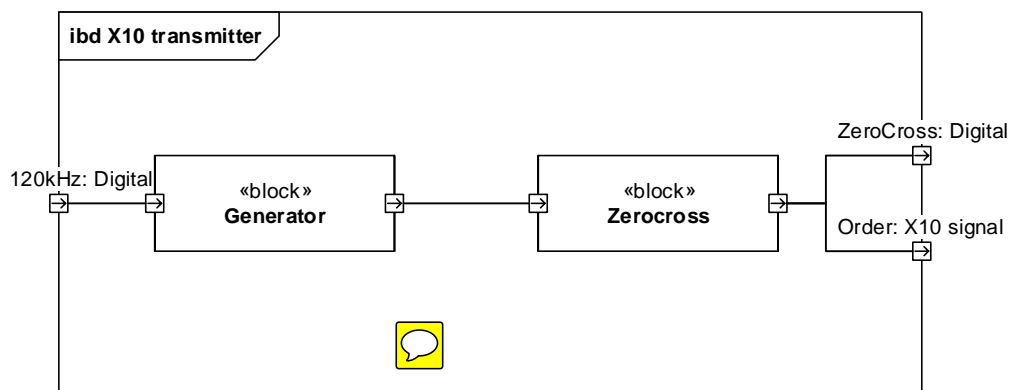 ibd X10 transmitter
ZeroCross: Digital
120kHz: Digital
«block»
Generator
«block»
Zerocross
Order: X10 signal